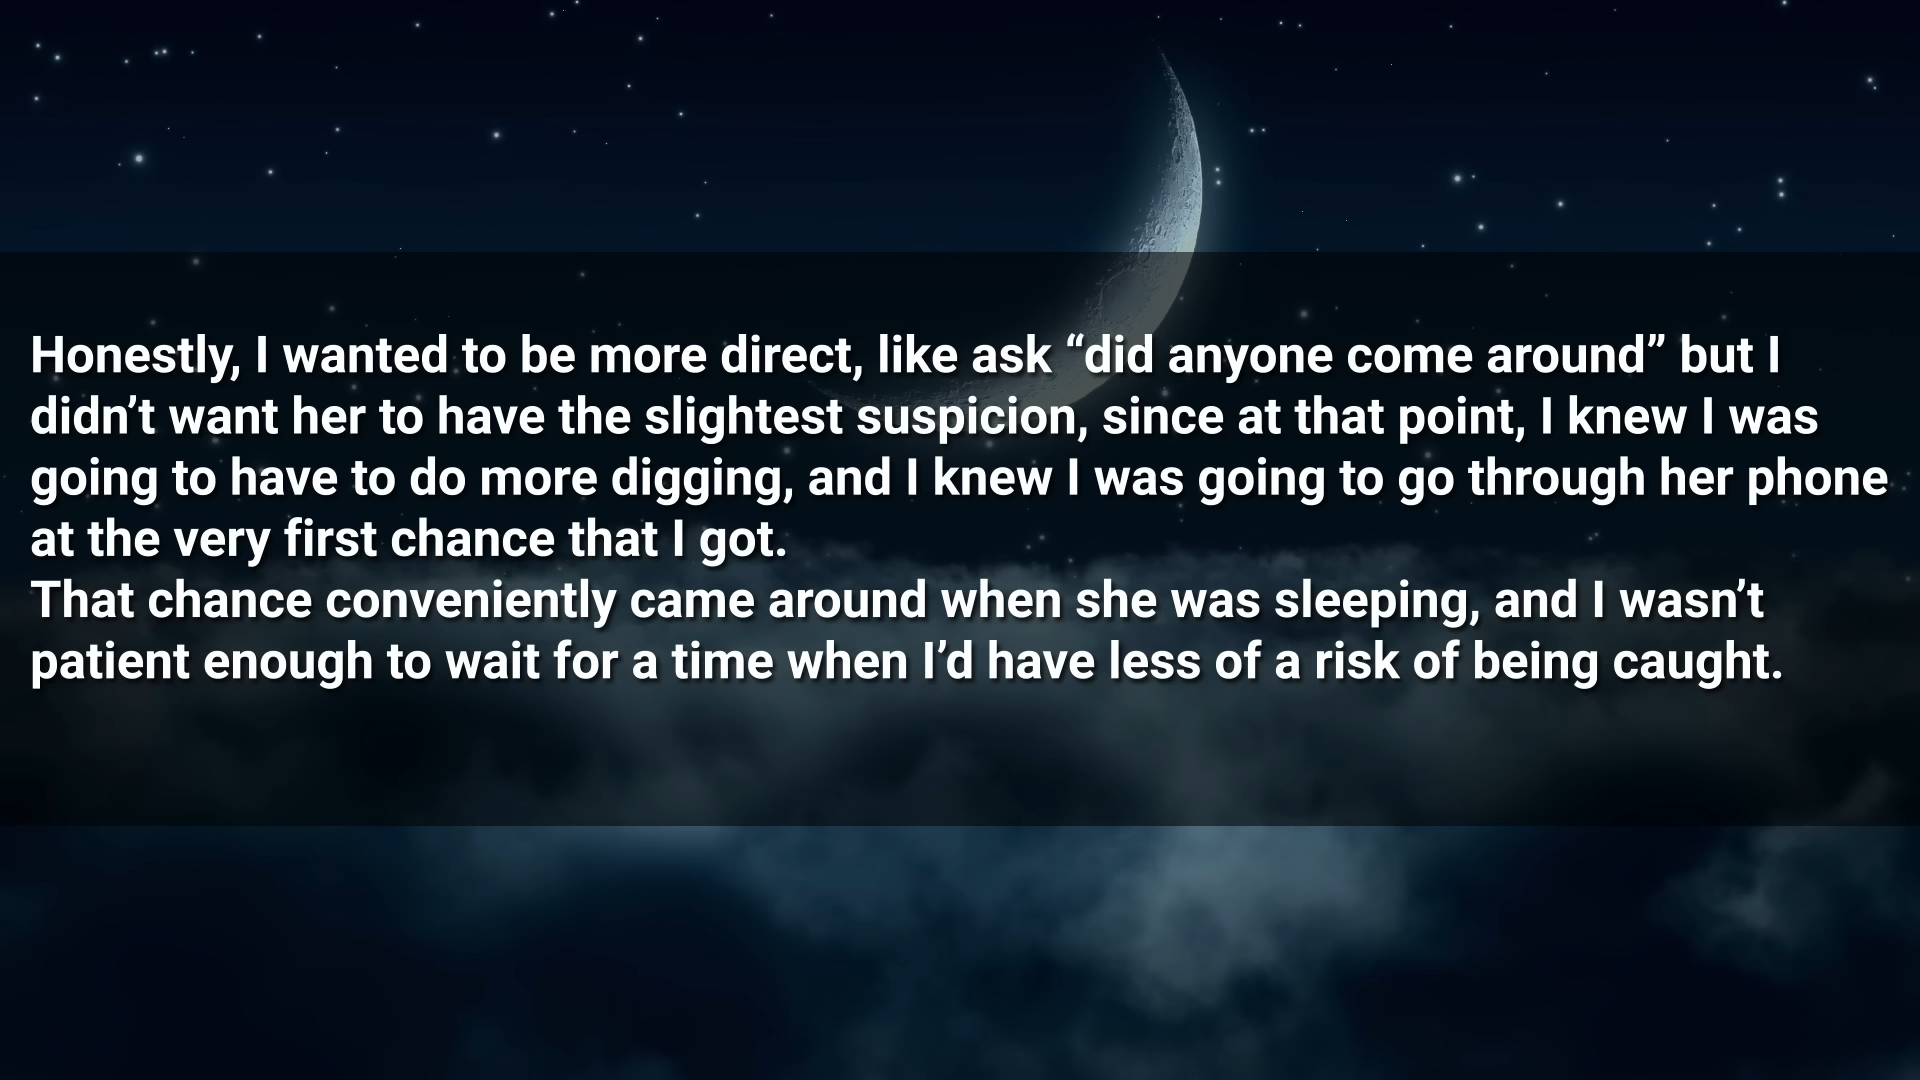 Honestly, I wanted to be more direct, like ask “did anyone come around” but I
didn’t want her to have the slightest suspicion, since at that point, I knew I was
going to have to do more digging, and I knew I was going to go through her phone
at the very first chance that I got.
That chance conveniently came around when she was sleeping, and I wasn’t
patient enough to wait for a time when I’d have less of a risk of being caught.